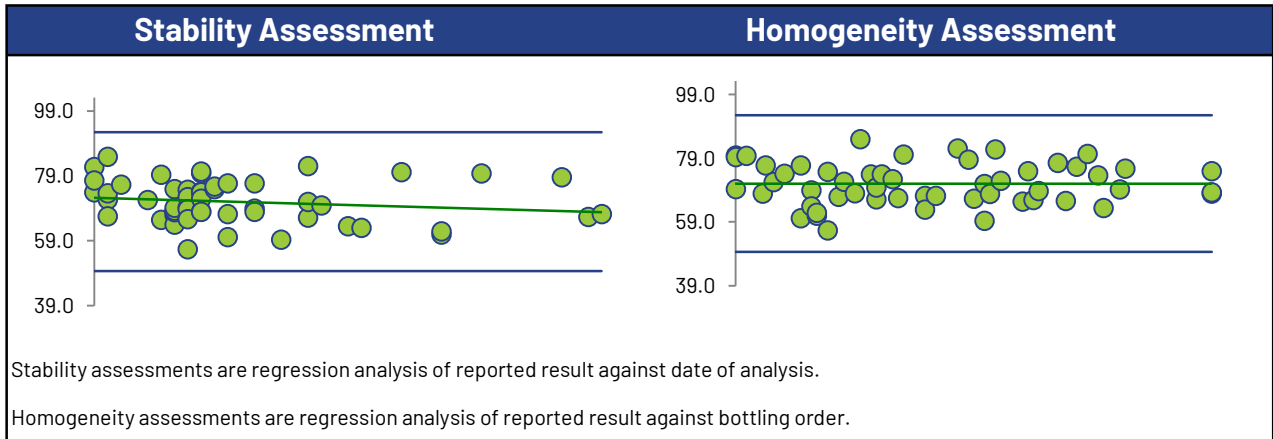 Stability Assessment
Homogeneity Assessment
99.0
79.0
59.0
39.0
99.0
79.0
59.0
39.0
Stability assessments are regression analysis of reported result against date of analysis.
Homogeneity assessments are regression analysis of reported result against bottling order.